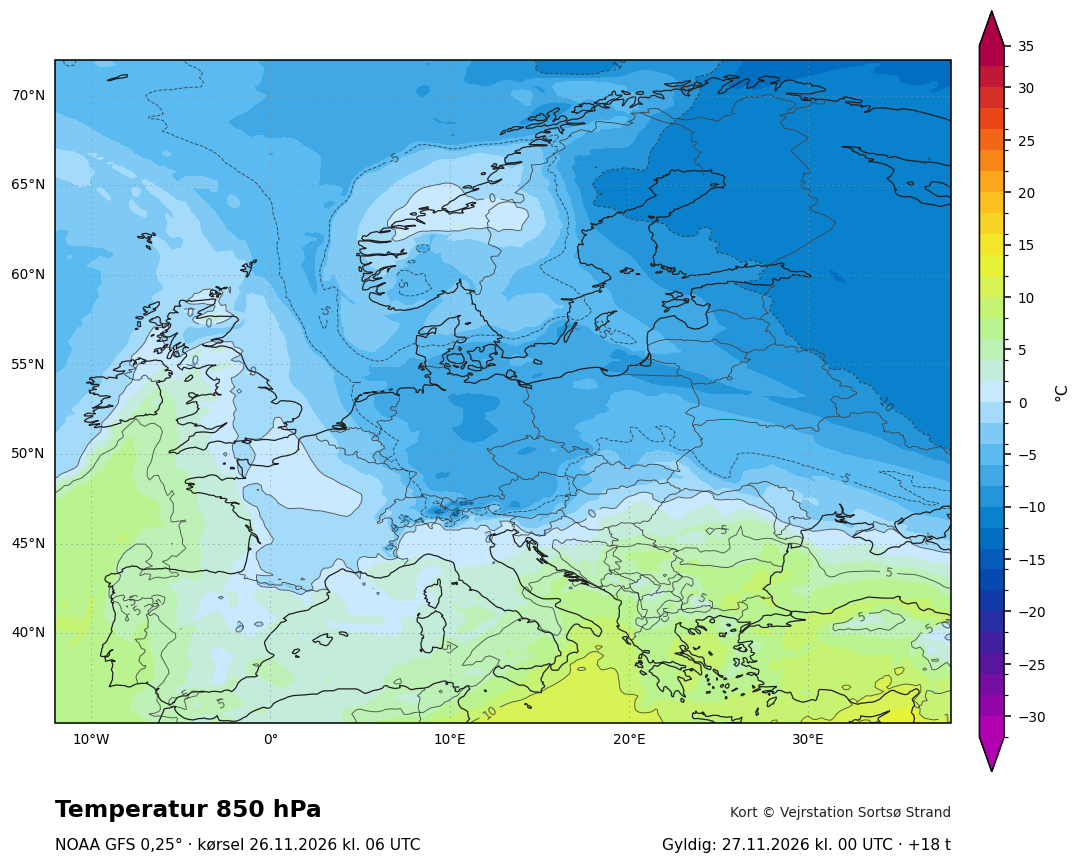 70°N
65°N
60°N
55°N
50°N
45°N
40°N
10°W 0° 10°E 20°E 30°E
35
30
25
20
15
10
5
0
−5
−10
−15
−20
−25
−30
°C
Temperatur 850 hPa
Kort © Vejrstation Sortsø Strand
NOAA GFS 0,25° · kørsel 26.11.2026 kl. 06 UTC
Gyldig: 27.11.2026 kl. 00 UTC · +18 t